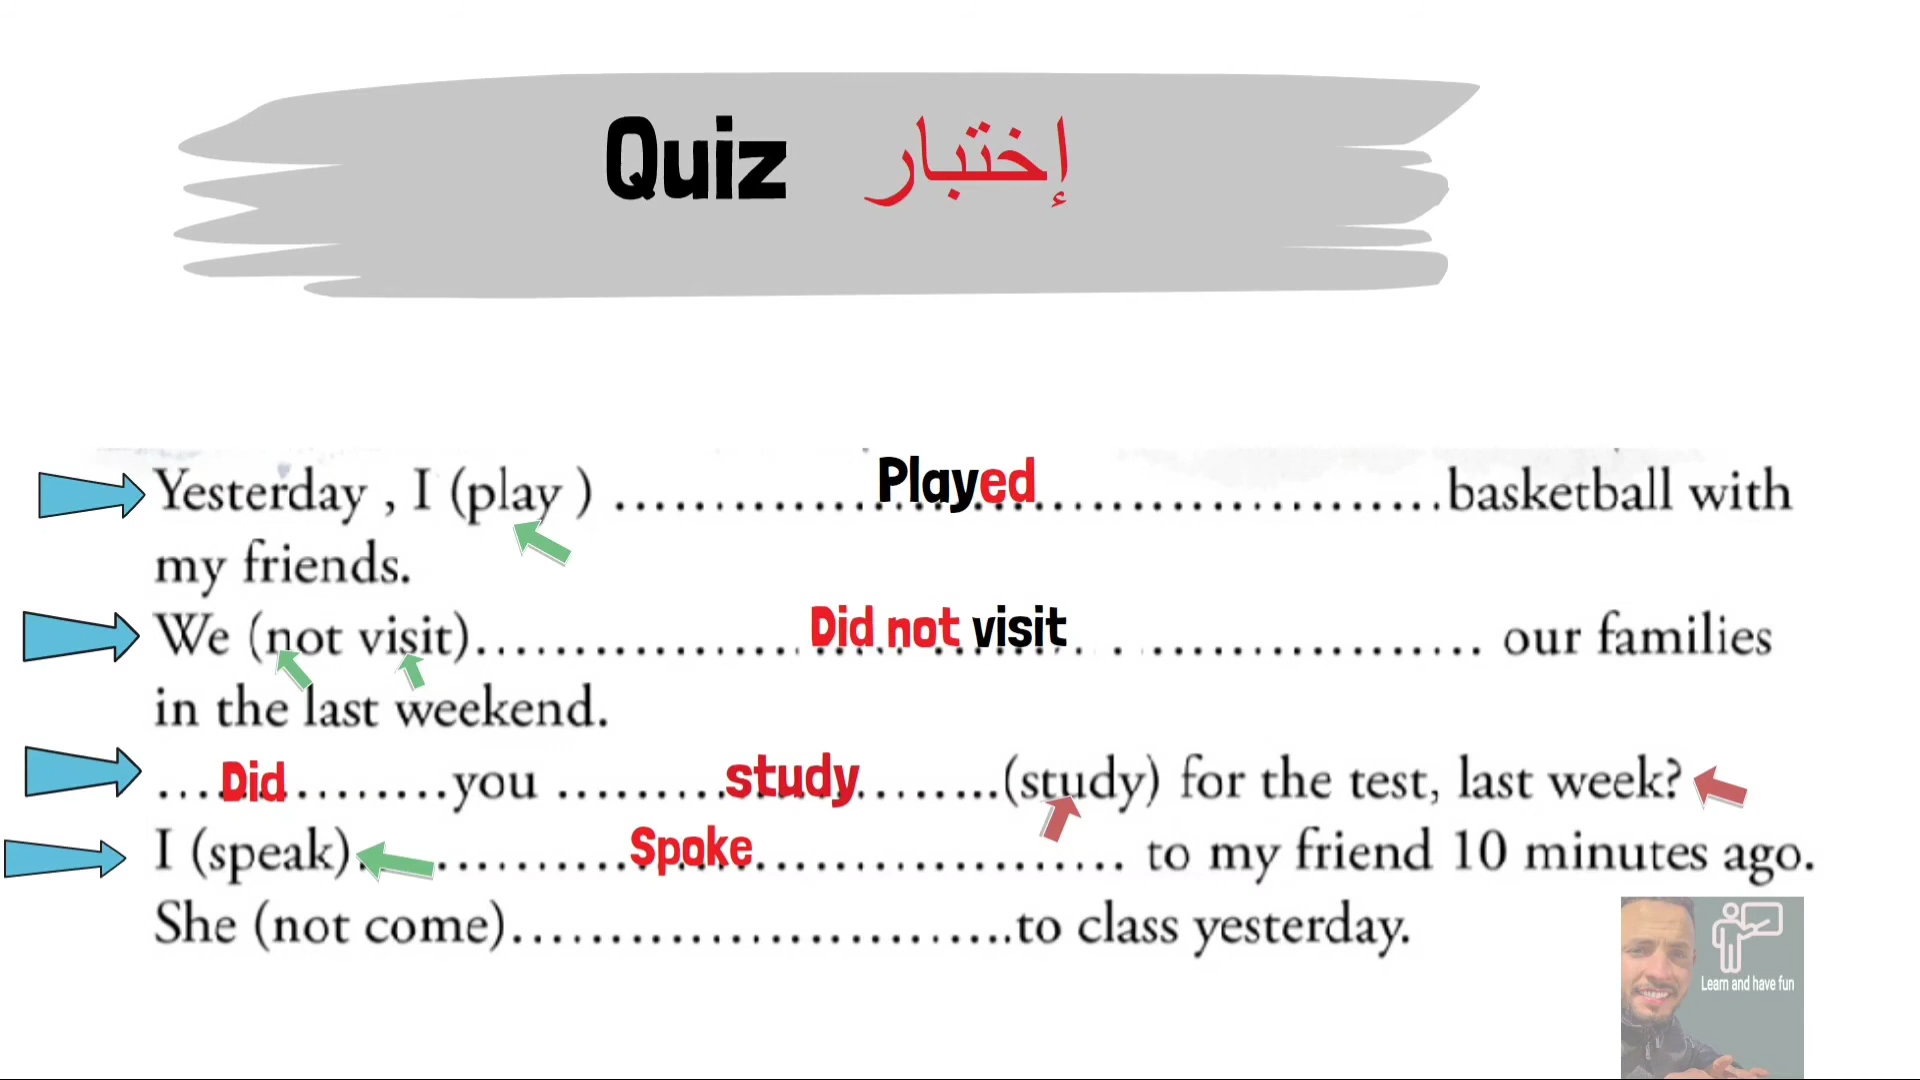 Quiz إختبار
Yesterday , I (play ) .......... Played .......... basketball with
my friends.
We (not visit).......... Did not visit .......... our families
in the last weekend.
....Did..........you ..........study..........(study) for the test, last week?
I (speak)..........Spoke.......... to my friend 10 minutes ago.
She (not come)..........................to class yesterday.
Learn and have fun